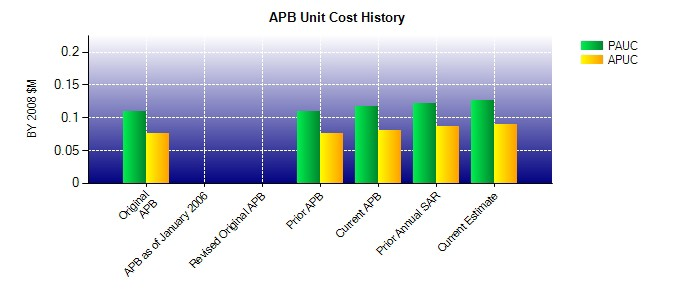 APB Unit Cost History
PAUC
APUC
BY 2008 $M
0.2
0.15
0.1
0.05
0
Original
APB
APB as of January 2006
Revised Original APB
Prior APB
Current APB
Prior Annual SAR
Current Estimate